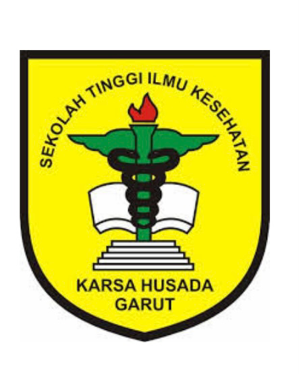 SEKOLAH TINGGI ILMU KESEHATAN
KARSA HUSADA
GARUT